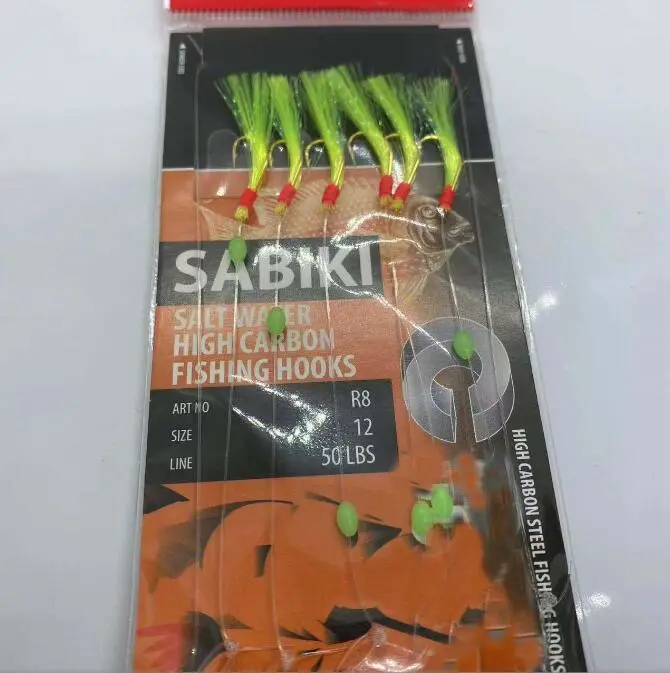 SABIKI
SALT WATER
HIGH CARBON
FISHING HOOKS
ART NO R8
SIZE 12
LINE 50 LBS
HIGH CARBON STEEL FISHING HOOKS